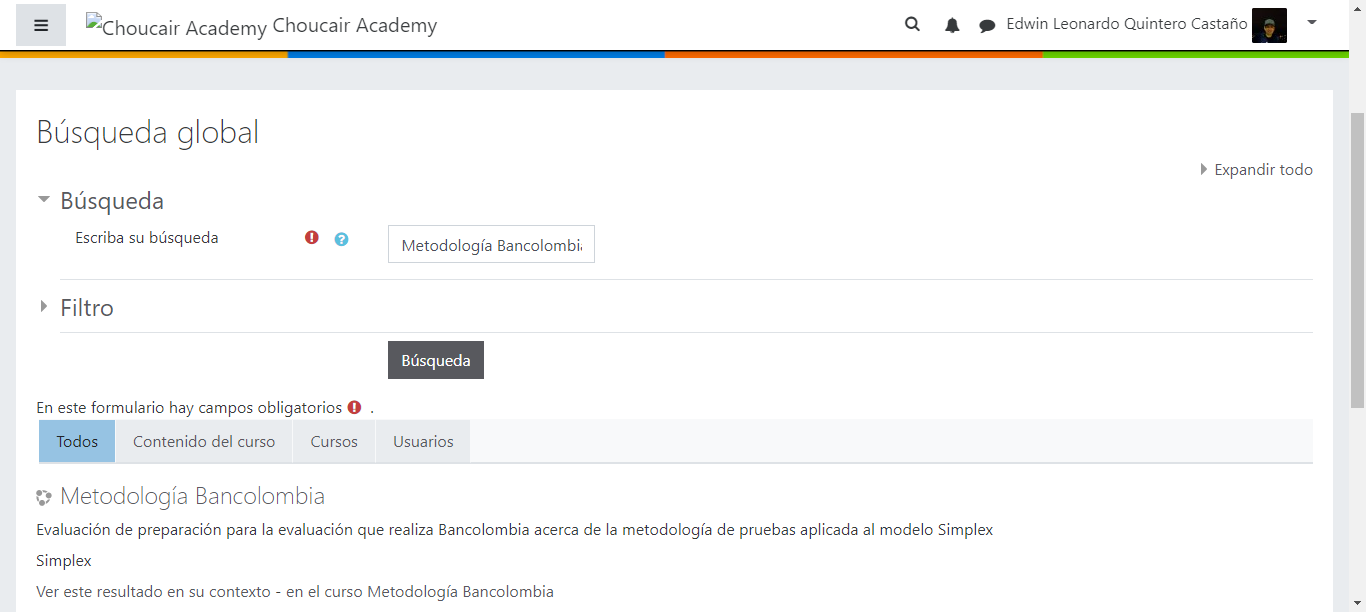 Choucair Academy Choucair Academy
Edwin Leonardo Quintero Castaño
Búsqueda global
Expandir todo
Búsqueda
Escriba su búsqueda
Metodología Bancolombi
Filtro
Búsqueda
En este formulario hay campos obligatorios .
Todos Contenido del curso Cursos Usuarios
Metodología Bancolombia
Evaluación de preparación para la evaluación que realiza Bancolombia acerca de la metodología de pruebas aplicada al modelo Simplex
Simplex
Ver este resultado en su contexto - en el curso Metodología Bancolombia